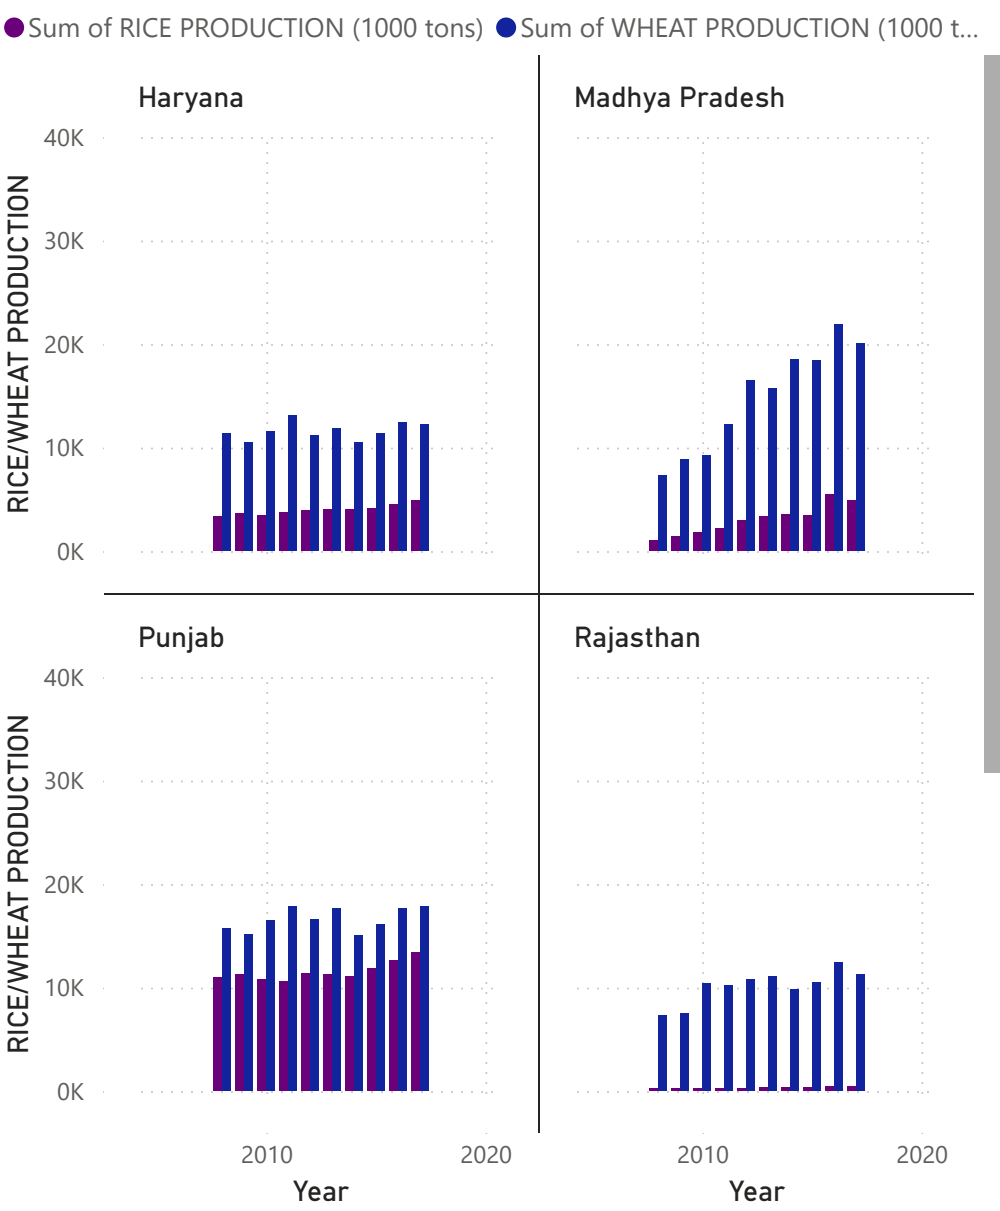 Sum of RICE PRODUCTION (1000 tons) Sum of WHEAT PRODUCTION (1000 t...
Haryana
Madhya Pradesh
RICE/WHEAT PRODUCTION
40K
30K
20K
10K
0K
Punjab
Rajasthan
RICE/WHEAT PRODUCTION
40K
30K
20K
10K
0K
2010 2020 2010 2020
Year Year